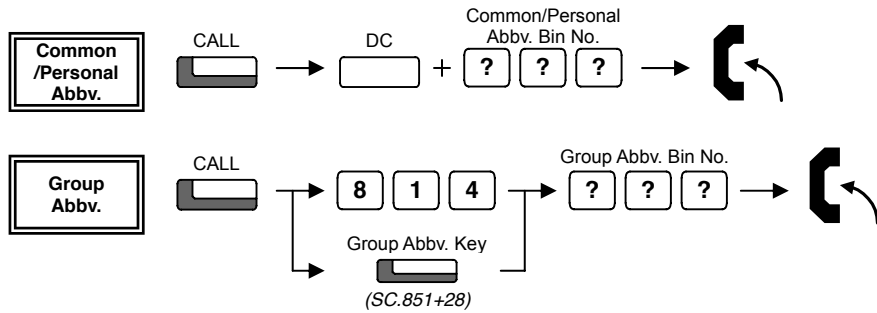 Common
/Personal
Abbv.
CALL
DC
+
Common/Personal
Abbv. Bin No.
? ? ?
Group
Abbv.
CALL
8 1 4
Group Abbv. Key
(SC.851+28)
Group Abbv. Bin No.
? ? ?